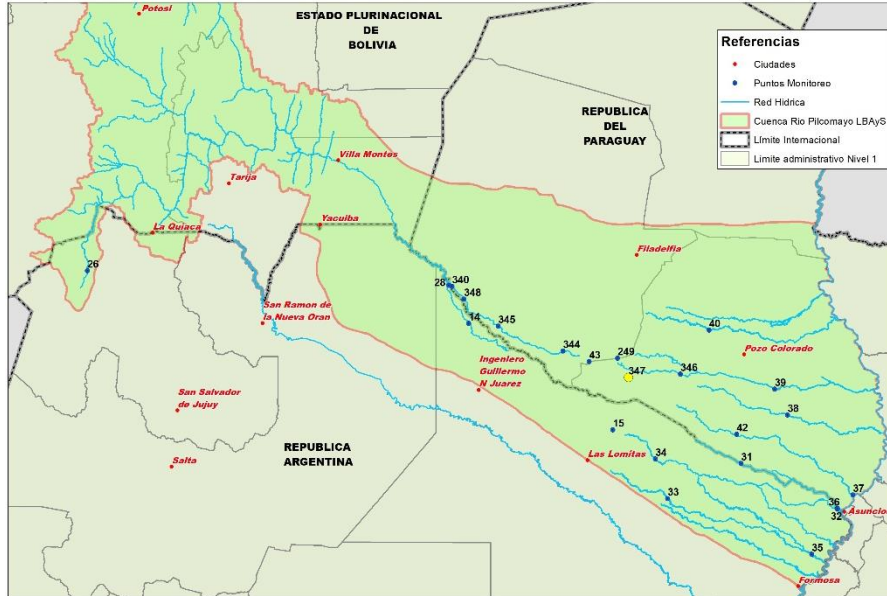 Potosí
ESTADO PLURINACIONAL
DE
BOLIVIA
Referencias
Ciudades
Puntos Monitoreo
Red Hídrica
Cuenca Rio Pilcomayo LBAyS
Límite Internacional
Limite administrativo Nivel 1
REPUBLICA
DEL
PARAGUAY
Villa Montes
Tarija
Yacuiba
La Quiaca
Filadelfia
26
28
340
348
San Ramon de
la Nueva Oran
14
345
40
344
43
249
Pozo Colorado
347
346
Ingeniero
Guillermo
N Juarez
39
San Salvador
de Jujuy
38
15
42
REPUBLICA
ARGENTINA
34
31
Las Lomitas
Salta
33
37
36
32
Asuncion
35
Formosa